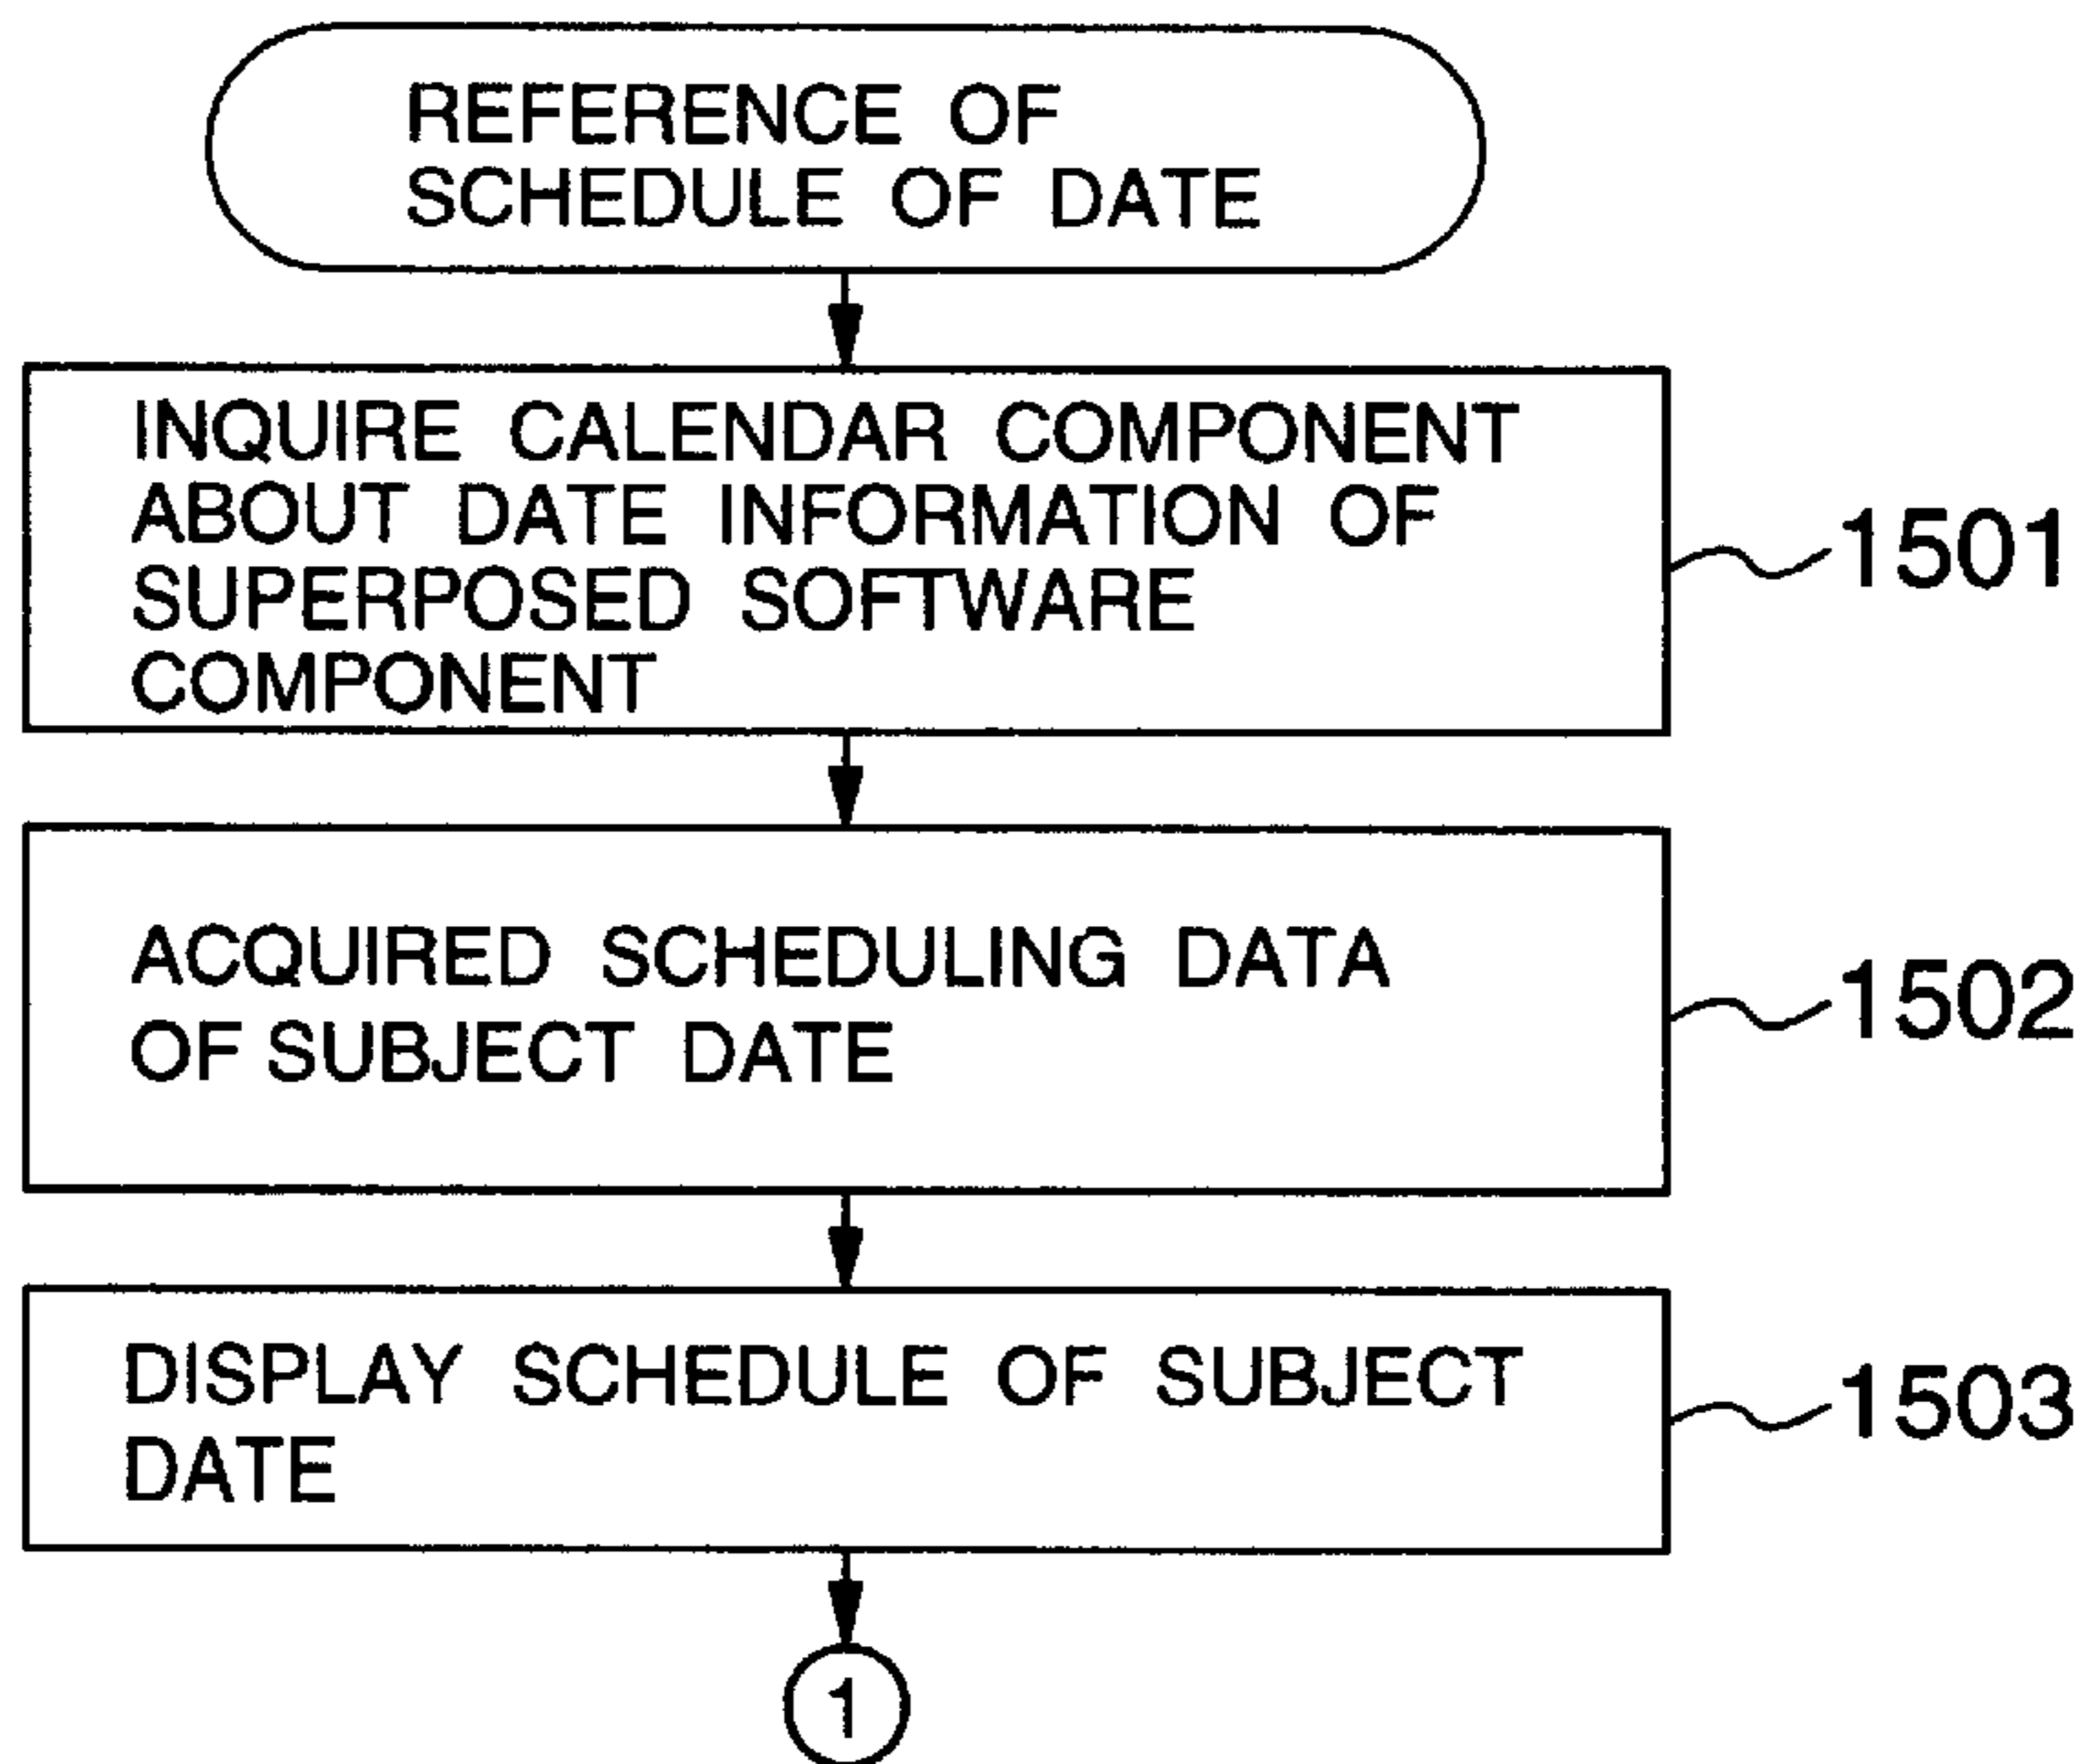 REFERENCE OF
SCHEDULE OF DATE
INQUIRE CALENDAR COMPONENT
ABOUT DATE INFORMATION OF
SUPERPOSED SOFTWARE
COMPONENT
1501
ACQUIRED SCHEDULING DATA
OF SUBJECT DATE
1502
DISPLAY SCHEDULE OF SUBJECT
DATE
1503
1